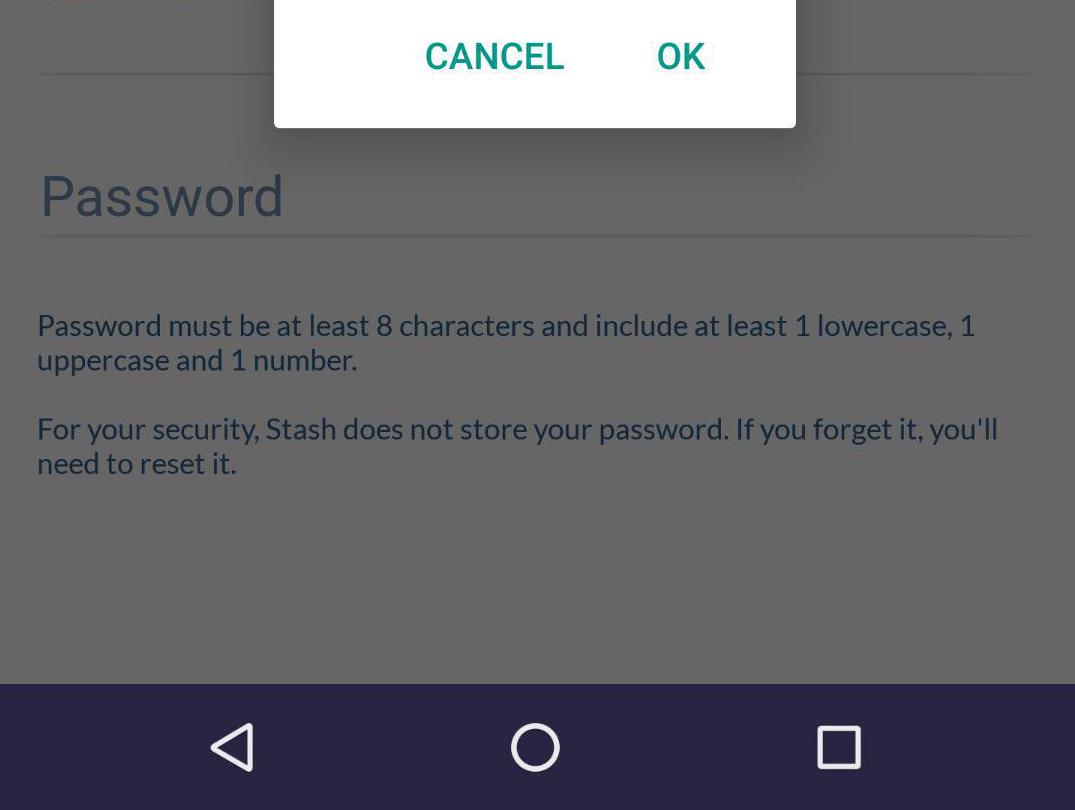 CANCEL OK
Password
Password must be at least 8 characters and include at least 1 lowercase, 1
uppercase and 1 number.
For your security, Stash does not store your password. If you forget it, you'll
need to reset it.